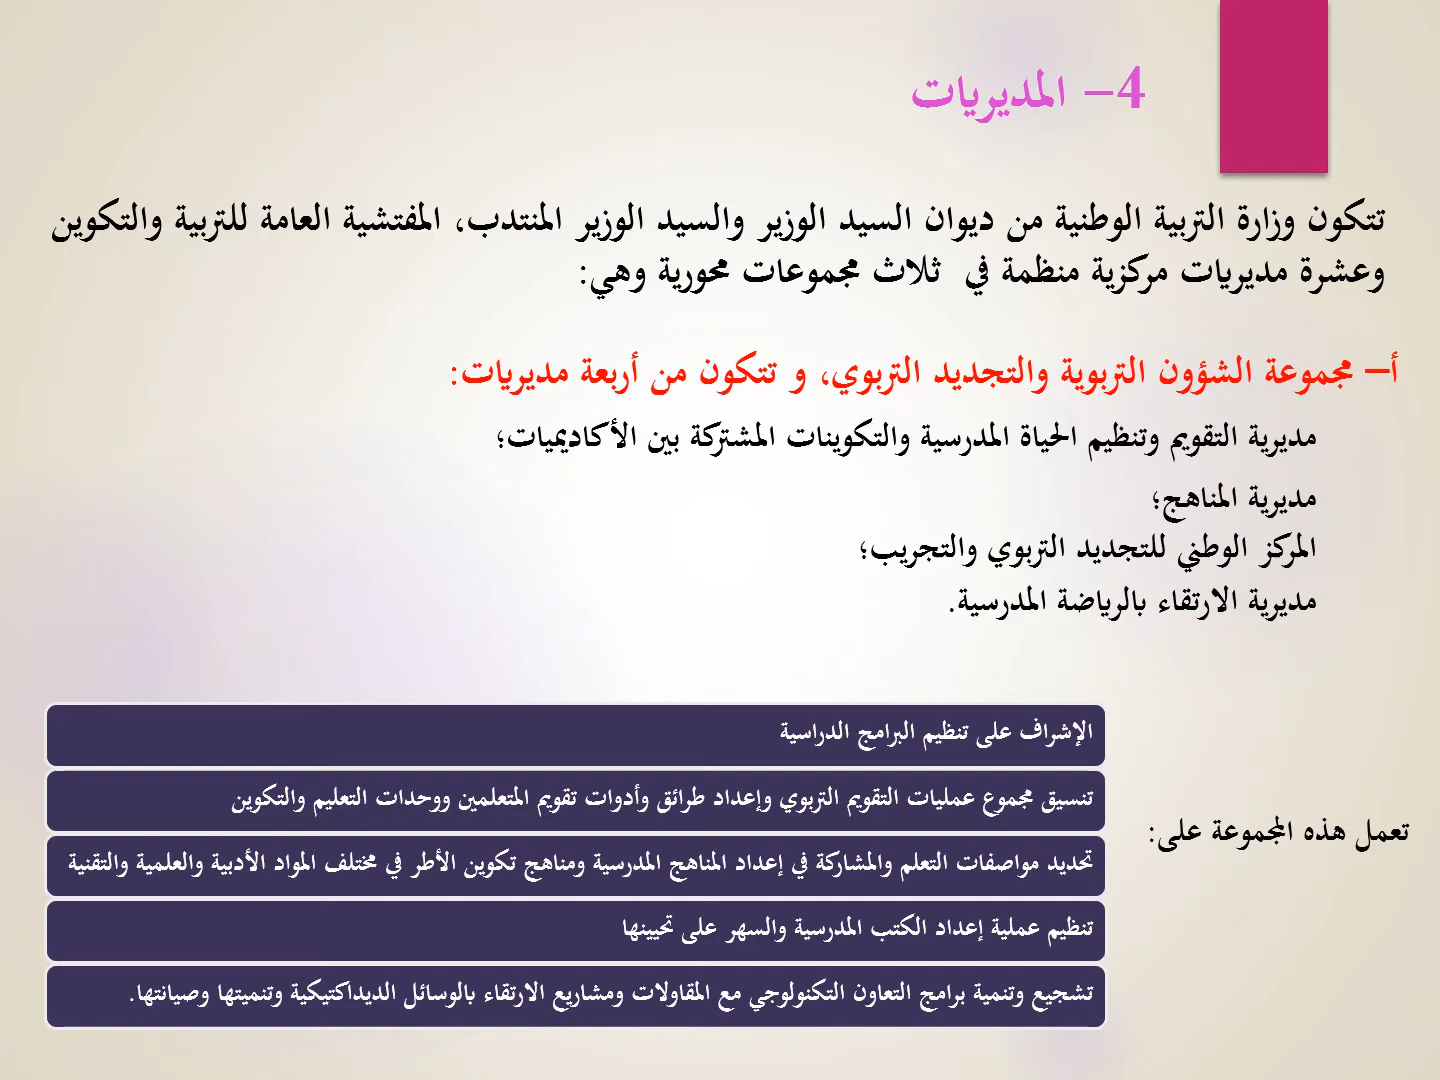 4- المديريات
تتكون وزارة التربية الوطنية من ديوان السيد الوزير والسيد الوزير المنتدب، المفتشية العامة للتربية والتكوين
وعشرة مديريات مركزية منظمة في ثلاث مجموعات محورية وهي:
أ- مجموعة الشؤون التربوية والتجديد التربوي، و تتكون من أربعة مديريات:
مديرية التقويم وتنظيم الحياة المدرسية والتكوينات المشتركة بين الأكاديميات؛
مديرية المناهج؛
المركز الوطني للتجديد التربوي والتجريب؛
مديرية الارتقاء بالرياضة المدرسية.
تعمل هذه المجموعة على:
الإشراف على تنظيم البرامج الدراسية
تنسيق مجموع عمليات التقويم التربوي وإعداد طرائق وأدوات تقويم المتعلمين ووحدات التعليم والتكوين
تحديد مواصفات التعلم والمشاركة في إعداد المناهج المدرسية ومناهج تكوين الأطر في مختلف المواد الأدبية والعلمية والتقنية
تنظيم عملية إعداد الكتب المدرسية والسهر على تحيينها
تشجيع وتنمية برامج التعاون التكنولوجي مع المقاولات ومشاريع الارتقاء بالوسائل الديداكتيكية وتنميتها وصيانتها.